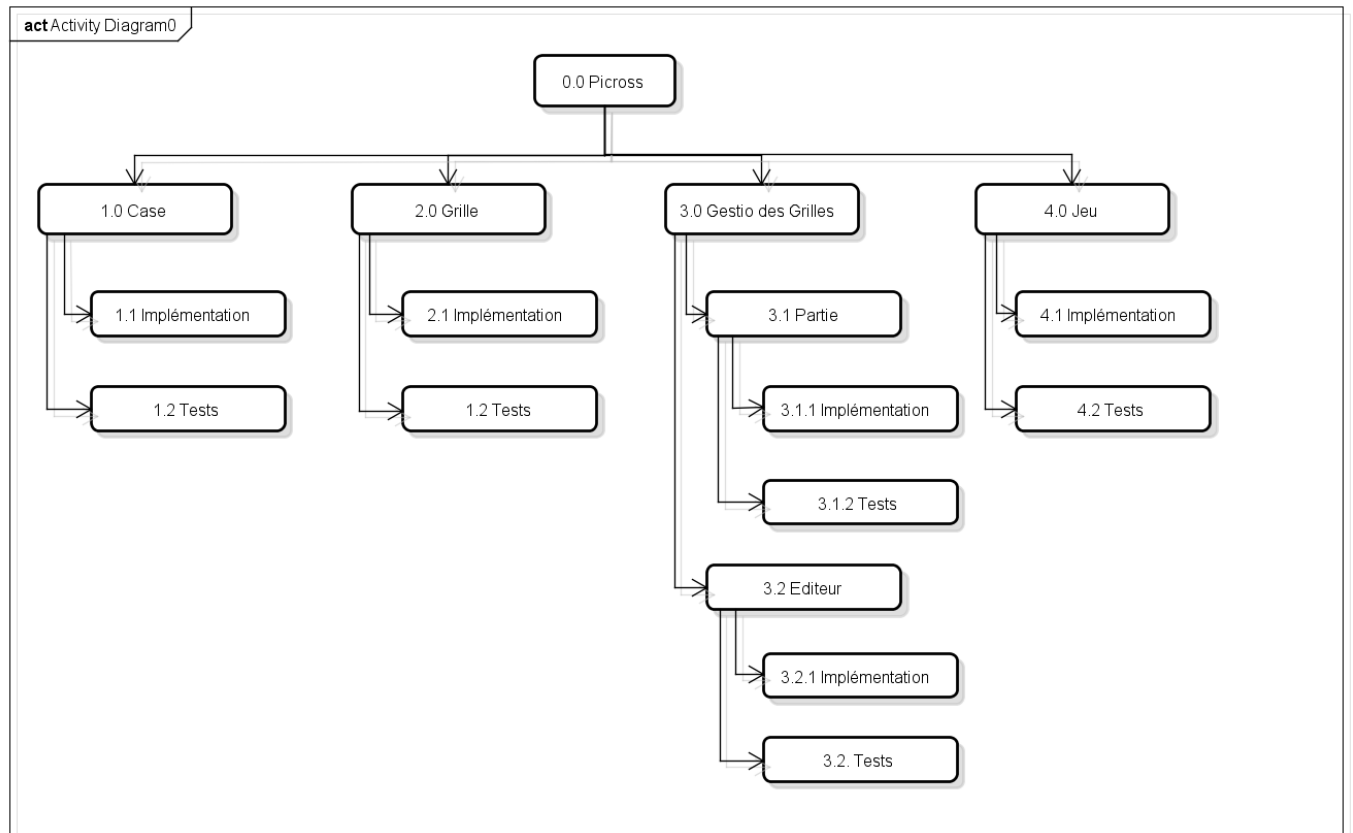 act Activity Diagram0
0.0 Picross
1.0 Case
2.0 Grille
3.0 Gestio des Grilles
4.0 Jeu
1.1 Implémentation
2.1 Implémentation
3.1 Partie
4.1 Implémentation
1.2 Tests
1.2 Tests
3.1.1 Implémentation
4.2 Tests
3.1.2 Tests
3.2 Editeur
3.2.1 Implémentation
3.2. Tests